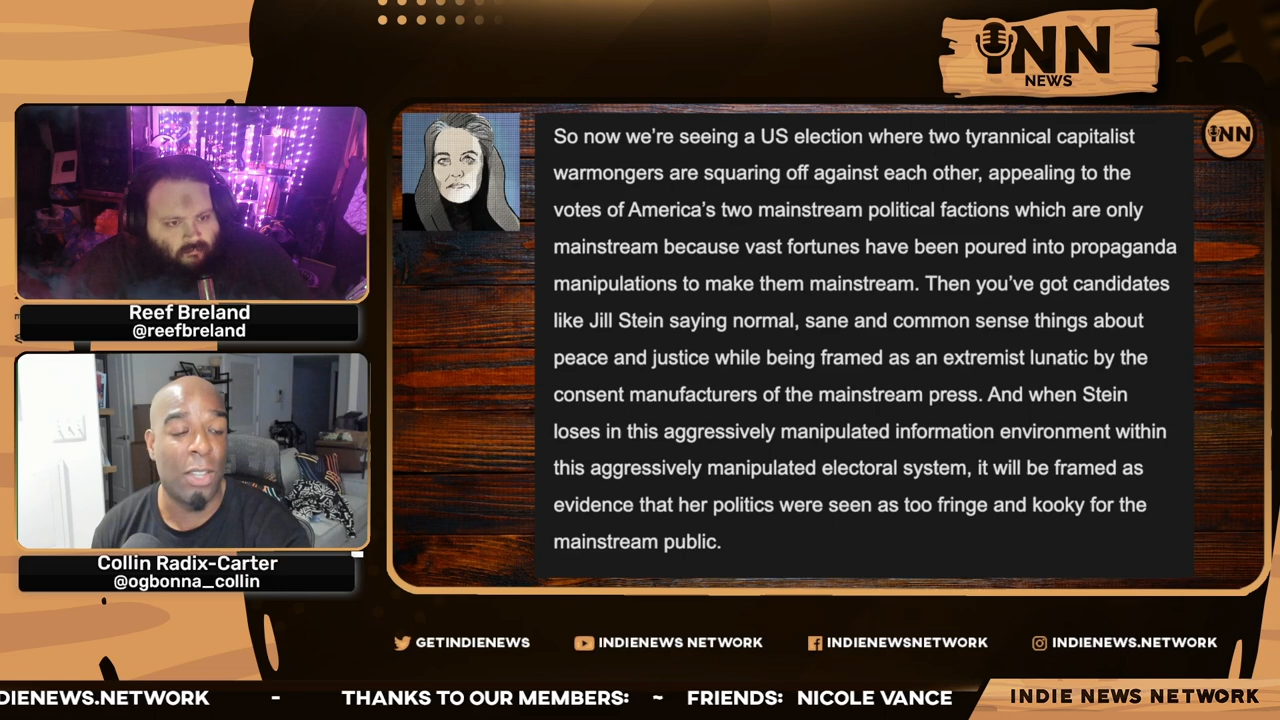 iNN
NEWS
iNN
Reef Breland
@reefbreland
Collin Radix-Carter
@ogbonna_collin
So now we’re seeing a US election where two tyrannical capitalist
warmongers are squaring off against each other, appealing to the
votes of America’s two mainstream political factions which are only
mainstream because vast fortunes have been poured into propaganda
manipulations to make them mainstream. Then you’ve got candidates
like Jill Stein saying normal, sane and common sense things about
peace and justice while being framed as an extremist lunatic by the
consent manufacturers of the mainstream press. And when Stein
loses in this aggressively manipulated information environment within
this aggressively manipulated electoral system, it will be framed as
evidence that her politics were seen as too fringe and kooky for the
mainstream public.
GETINDIENEWS INDIENEWS NETWORK INDIENEWSNETWORK INDIENEWS.NETWORK
DIENEWS.NETWORK - THANKS TO OUR MEMBERS: ~ FRIENDS: NICOLE VANCE
INDIE NEWS NETWORK